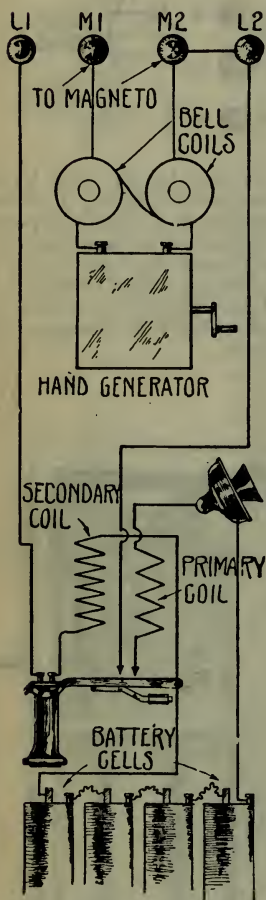 L1 M1 M2 L2
TO MAGNETO
BELL
COILS
HAND GENERATOR
SECONDARY
COIL
PRIMARY
COIL
BATTERY
CELLS